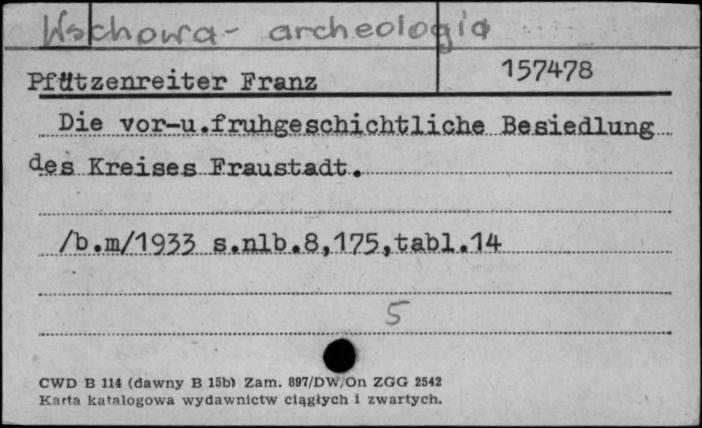 Wschowa - archeologia
Pfützenreiter Franz 157478
Die vor-u.fruhgeschichtliche Besiedlung
des Kreises Fraustadt.
/b.m/1933 s.nlb.8,175,tabl.14
5
CWD B 114 (dawny B 15b) Zam. 897/DW/On ZGG 2542
Karta katalogowa wydawnictw ciągłych i zwartych.